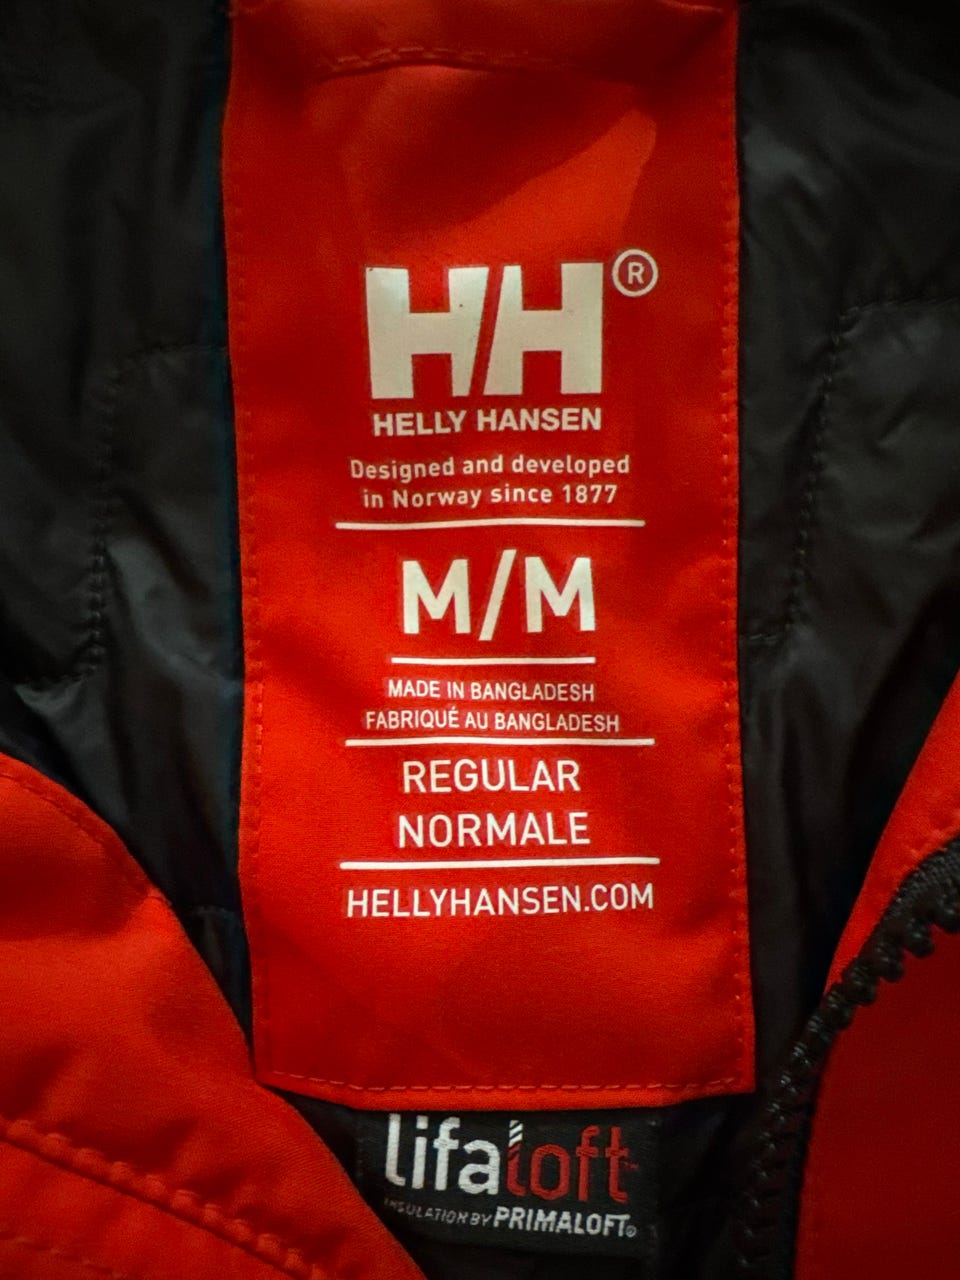 HH®
HELLY HANSEN
Designed and developed
in Norway since 1877
M/M
MADE IN BANGLADESH
FABRIQUÉ AU BANGLADESH
REGULAR
NORMALE
HELLYHANSEN.COM
lifaloft™
INSULATION BY PRIMALOFT®